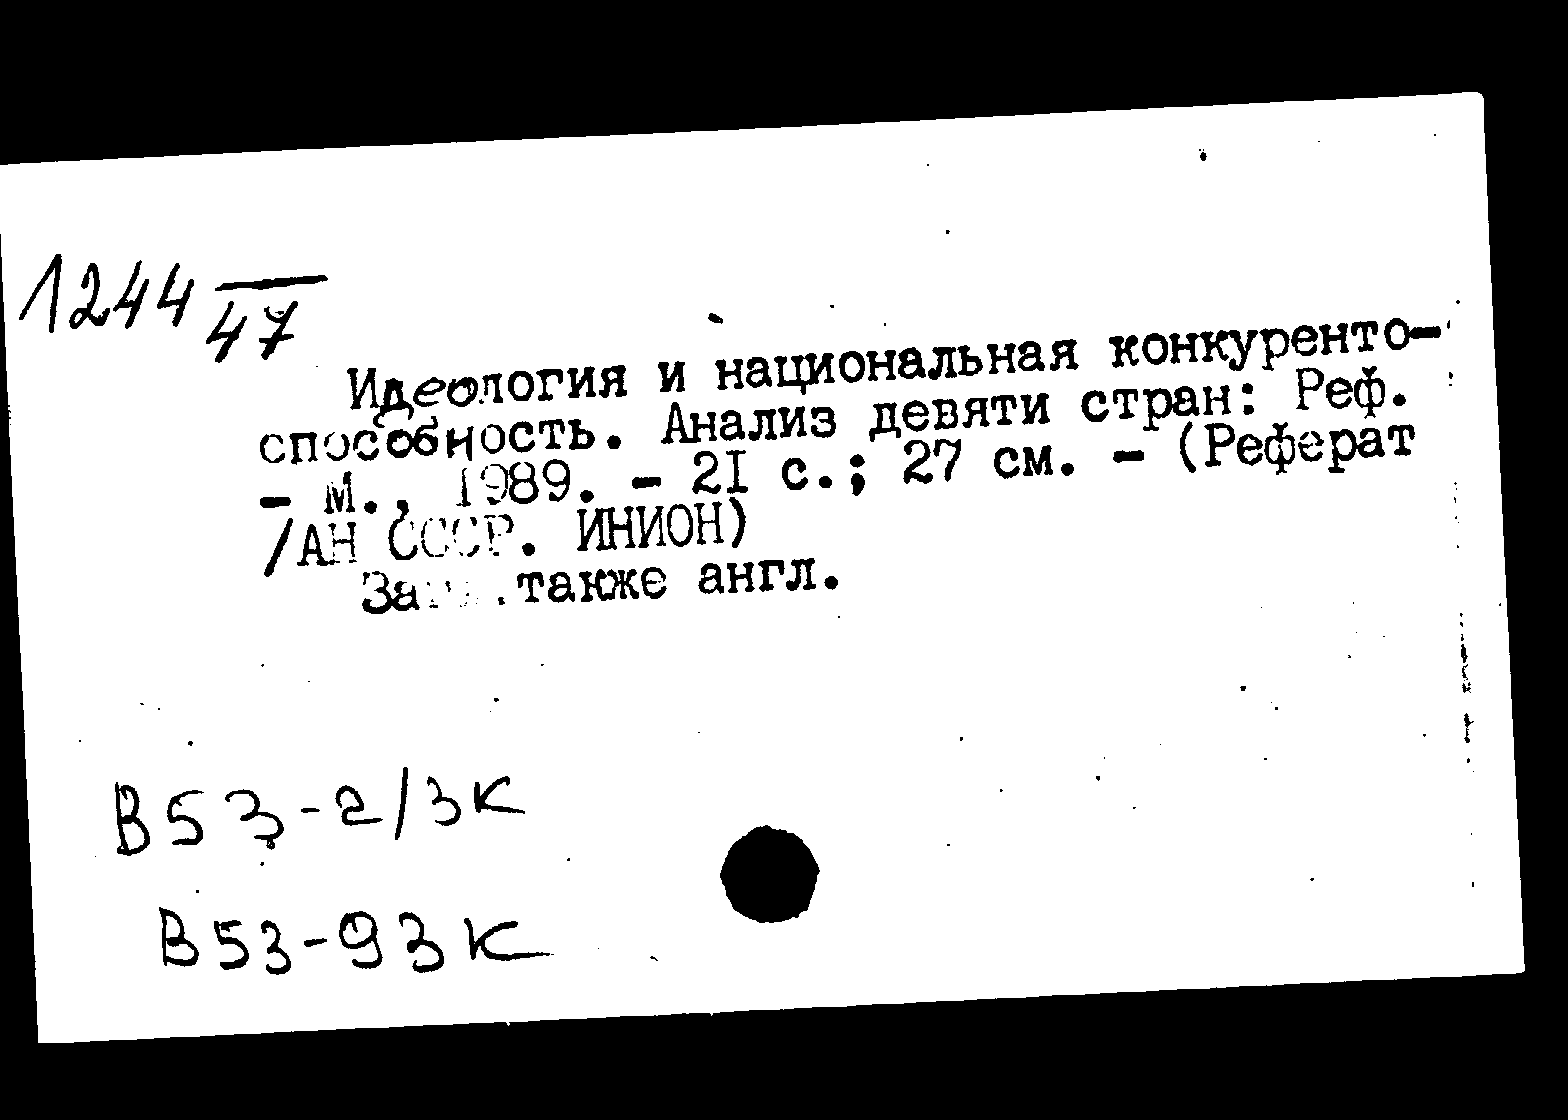 1244 47
Идеология и национальная конкуренто-
способность. Анализ девяти стран: Реф.
- М., 1989. - 2I с.; 27 см. - (Реферат
/АН СССР. ИНИОН)
также англ.
В53-2/3К
В53-93К